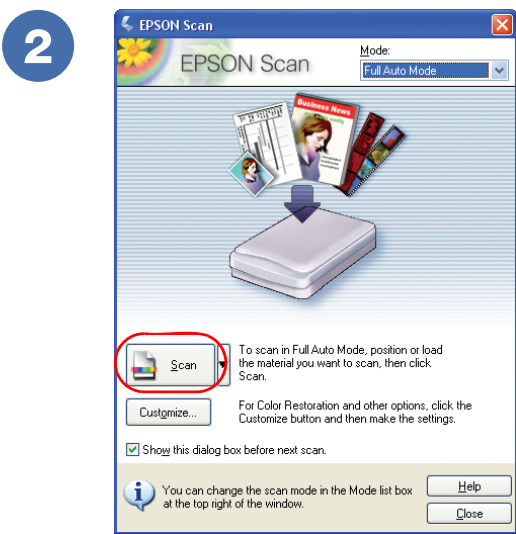 2
EPSON Scan
EPSON Scan
Mode:
Full Auto Mode
Business News
Scan
To scan in Full Auto Mode, position or load
the material you want to scan, then click
Scan.
Customize...
For Color Restoration and other options, click the
Customize button and then make the settings.
Show this dialog box before next scan.
You can change the scan mode in the Mode list box
at the top right of the window.
Help
Close